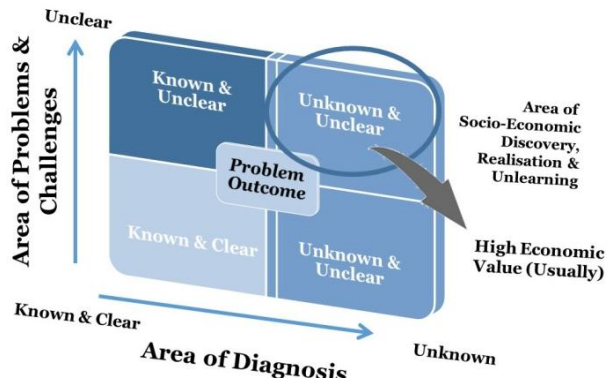 Unclear
Area of Problems &
Challenges
Known &
Unclear
Unknown &
Unclear
Problem
Outcome
Known & Clear
Unknown &
Unclear
Area of
Socio-Economic
Discovery,
Realisation &
Unlearning
High Economic
Value (Usually)
Known & Clear
Area of Diagnosis
Unknown